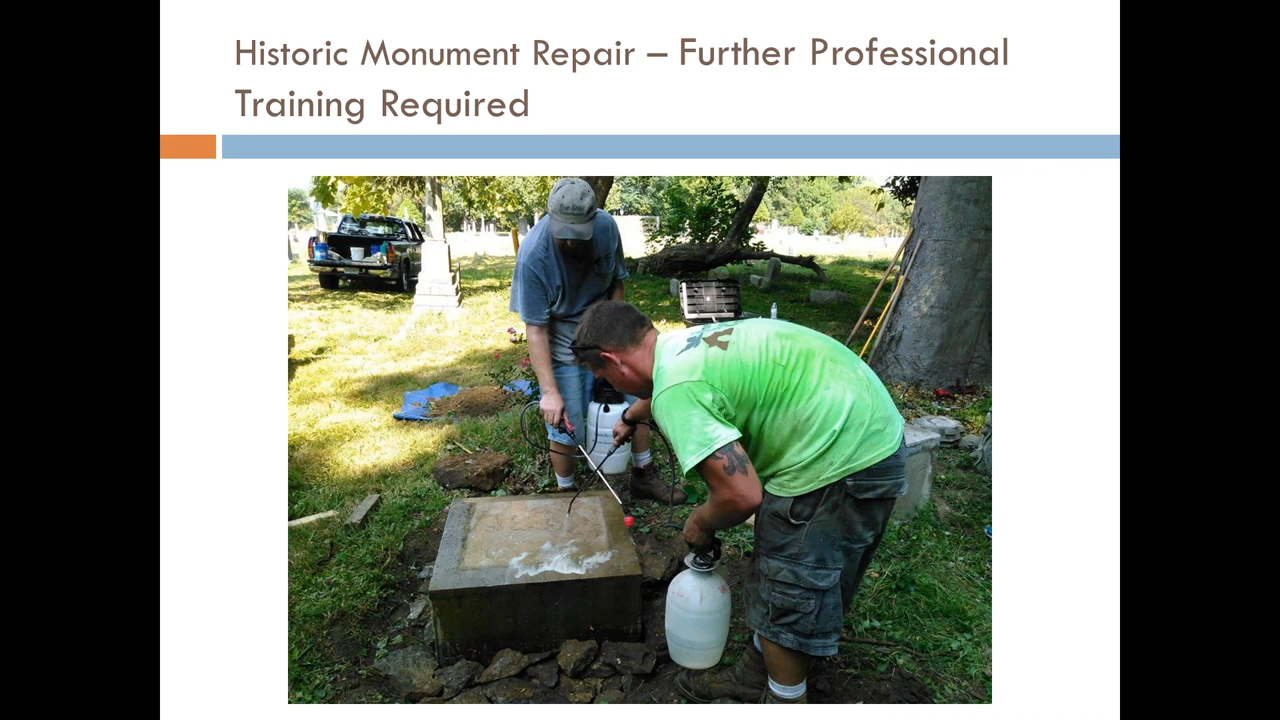 Historic Monument Repair – Further Professional
Training Required